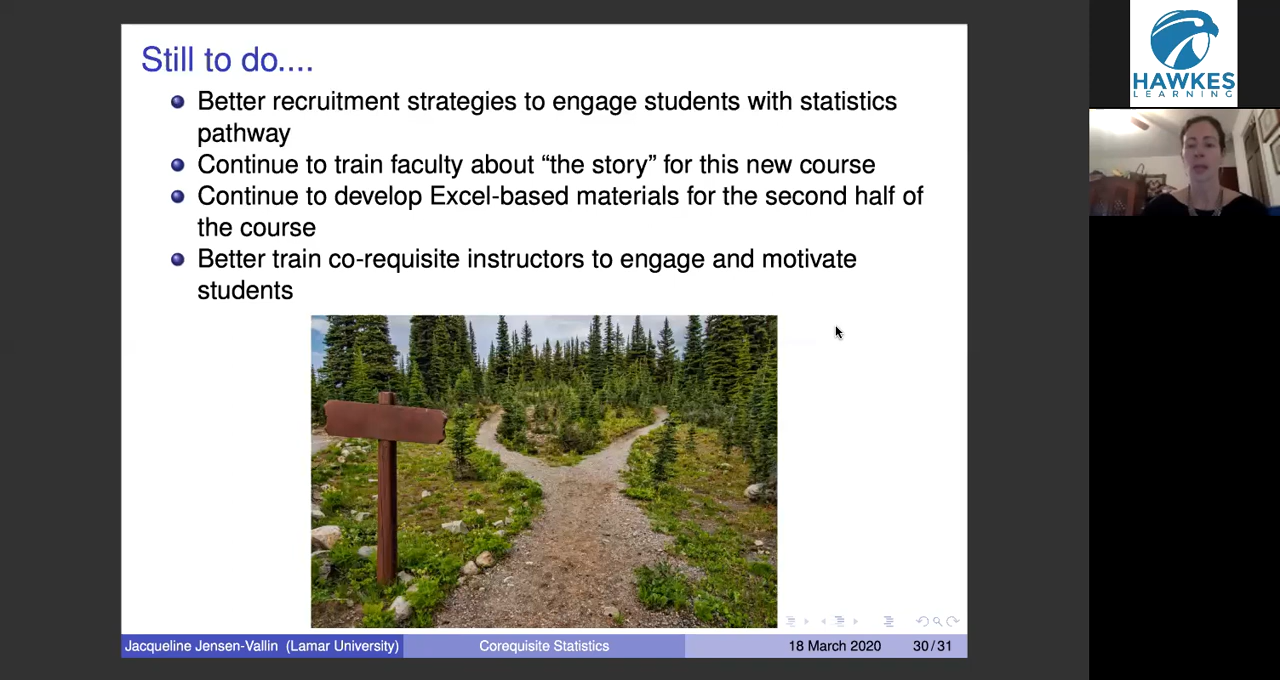 Still to do....
Better recruitment strategies to engage students with statistics
pathway
Continue to train faculty about “the story” for this new course
Continue to develop Excel-based materials for the second half of
the course
Better train co-requisite instructors to engage and motivate
students
Jacqueline Jensen-Vallin (Lamar University) Corequisite Statistics 18 March 2020 30/31
HAWKES
LEARNING